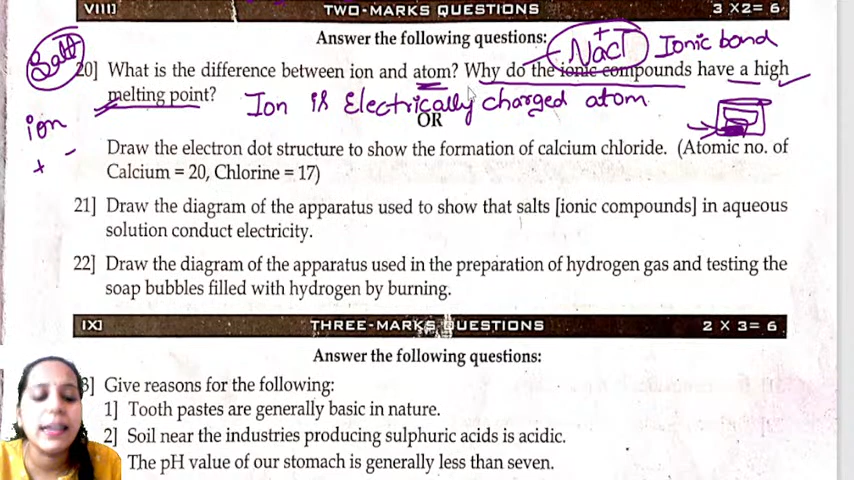 VIII] TWO-MARKS QUESTIONS 3 X2= 6
Answer the following questions:
NaCl Ionic bond
+
Salt
20] What is the difference between ion and atom? Why do the ionic compounds have a high
melting point?
Ion is Electrically charged atom
ion
+ -
OR
Draw the electron dot structure to show the formation of calcium chloride. (Atomic no. of
Calcium = 20, Chlorine = 17)
21] Draw the diagram of the apparatus used to show that salts [ionic compounds] in aqueous
solution conduct electricity.
22] Draw the diagram of the apparatus used in the preparation of hydrogen gas and testing the
soap bubbles filled with hydrogen by burning.
IX] THREE-MARKS QUESTIONS 2 X 3= 6
Answer the following questions:
3] Give reasons for the following:
1] Tooth pastes are generally basic in nature.
2] Soil near the industries producing sulphuric acids is acidic.
The pH value of our stomach is generally less than seven.